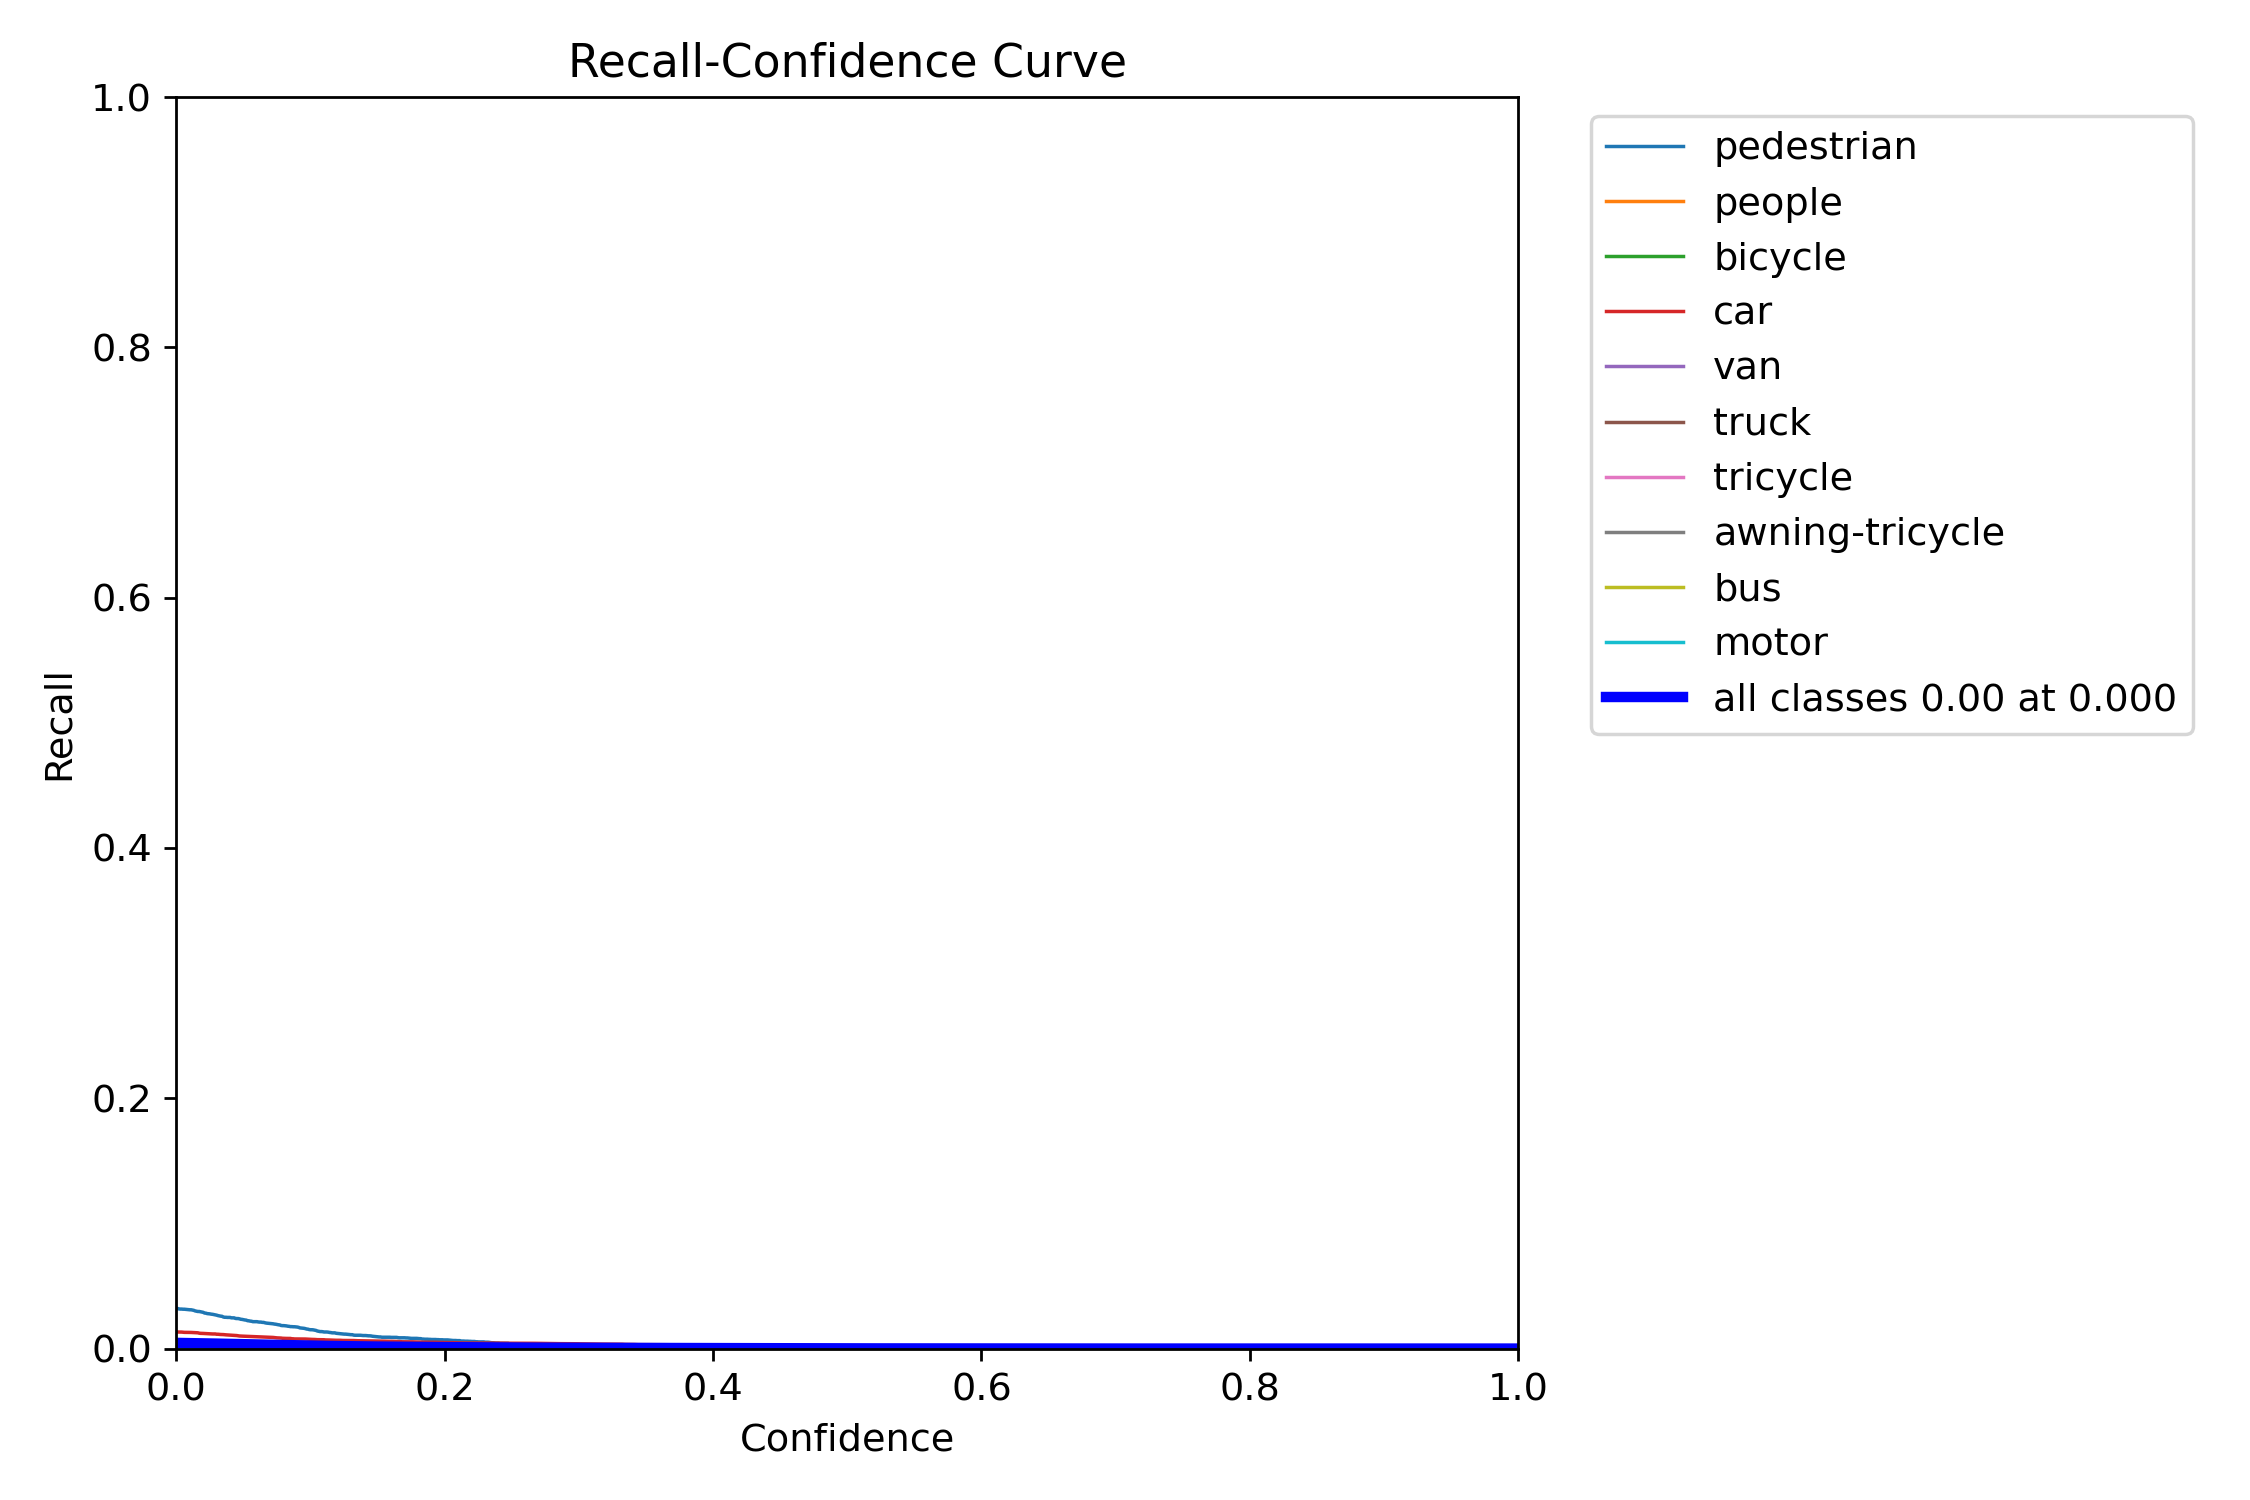 Recall-Confidence Curve
1.0
0.8
0.6
0.4
0.2
0.0
Recall
0.0 0.2 0.4 0.6 0.8 1.0
Confidence
pedestrian
people
bicycle
car
van
truck
tricycle
awning-tricycle
bus
motor
all classes 0.00 at 0.000